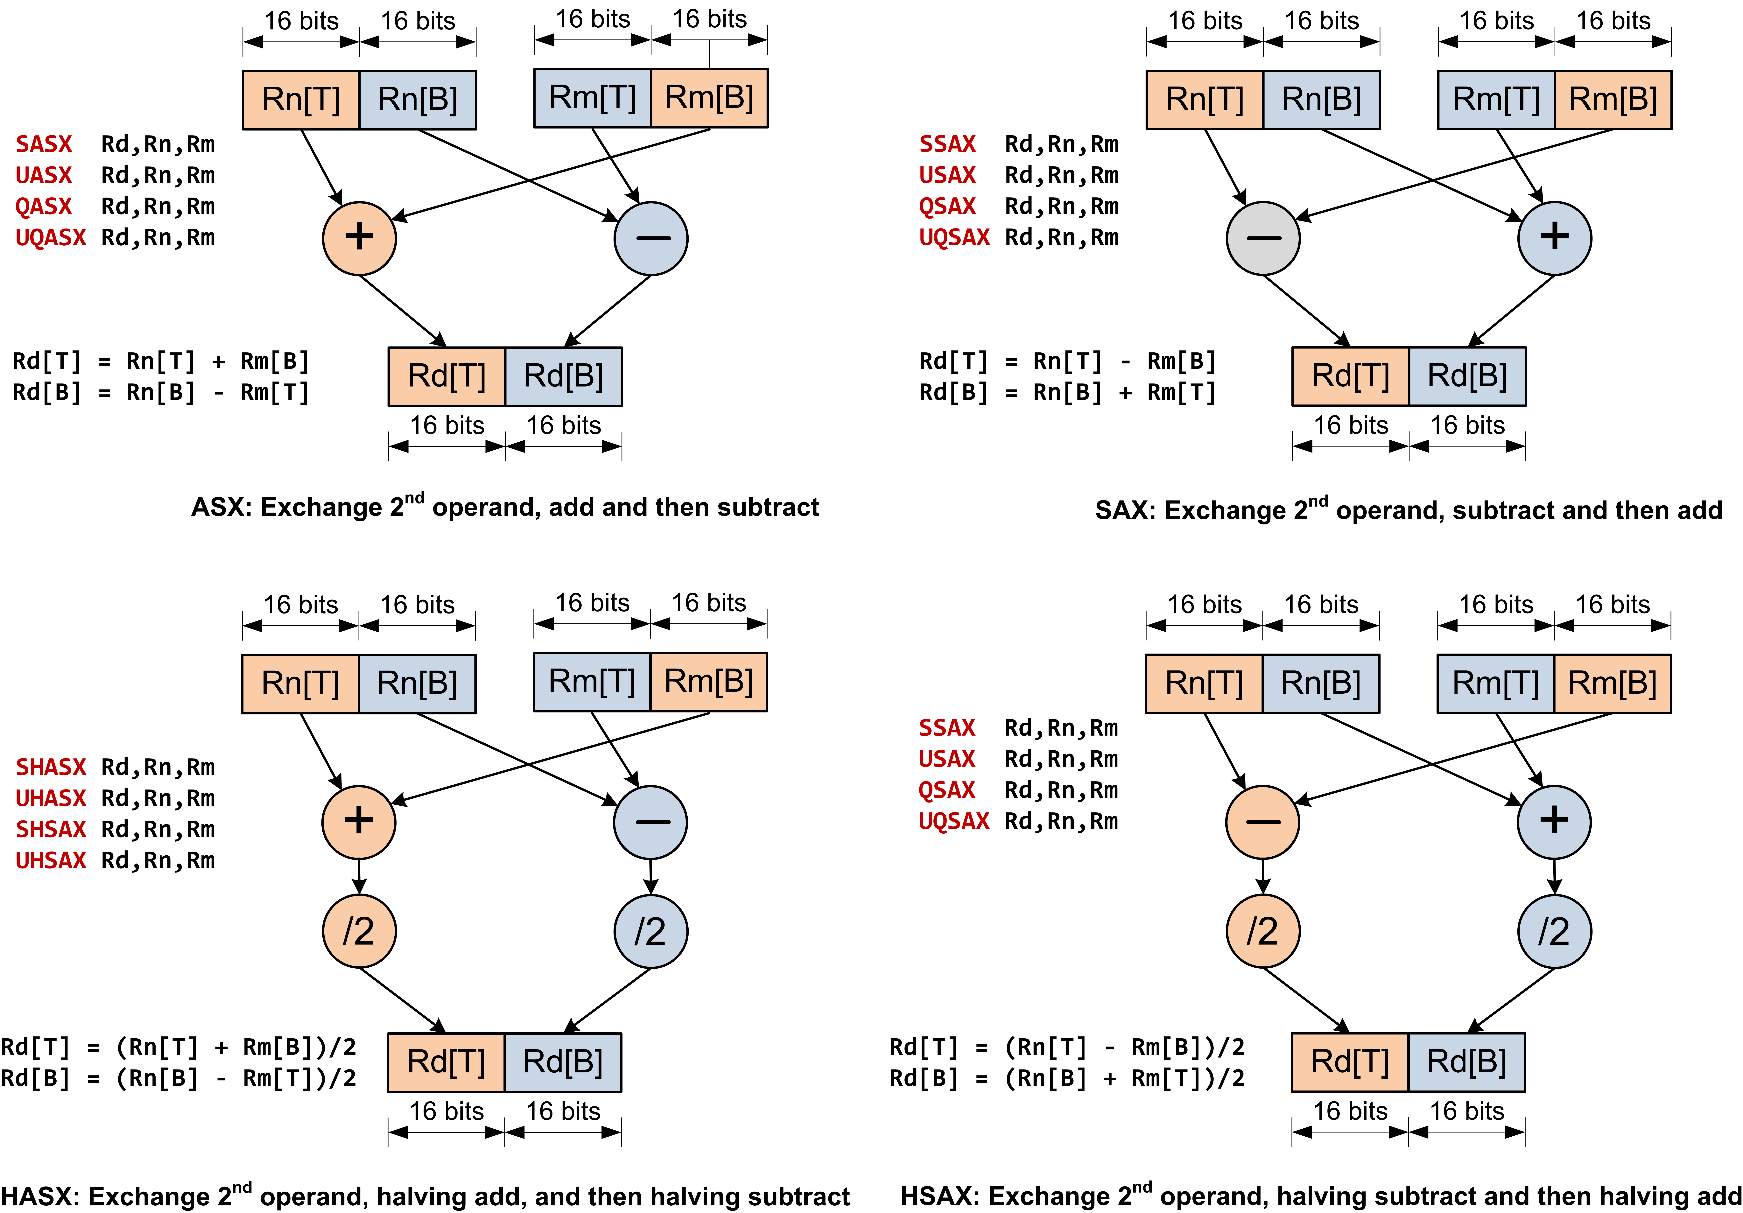 16 bits 16 bits 16 bits 16 bits
Rn[T] Rn[B] Rm[T] Rm[B]
SASX Rd,Rn,Rm
UASX Rd,Rn,Rm
QASX Rd,Rn,Rm
UQASX Rd,Rn,Rm
+ −
Rd[T] = Rn[T] + Rm[B]
Rd[B] = Rn[B] - Rm[T]
Rd[T] Rd[B]
16 bits 16 bits
ASX: Exchange 2nd operand, add and then subtract
16 bits 16 bits 16 bits 16 bits
Rn[T] Rn[B] Rm[T] Rm[B]
SSAX Rd,Rn,Rm
USAX Rd,Rn,Rm
QSAX Rd,Rn,Rm
UQSAX Rd,Rn,Rm
− +
Rd[T] = Rn[T] - Rm[B]
Rd[B] = Rn[B] + Rm[T]
Rd[T] Rd[B]
16 bits 16 bits
SAX: Exchange 2nd operand, subtract and then add
16 bits 16 bits 16 bits 16 bits
Rn[T] Rn[B] Rm[T] Rm[B]
SHASX Rd,Rn,Rm
UHASX Rd,Rn,Rm
SHSAX Rd,Rn,Rm
UHSAX Rd,Rn,Rm
+ −
/2 /2
Rd[T] = (Rn[T] + Rm[B])/2
Rd[B] = (Rn[B] - Rm[T])/2
Rd[T] Rd[B]
16 bits 16 bits
HASX: Exchange 2nd operand, halving add, and then halving subtract
16 bits 16 bits 16 bits 16 bits
Rn[T] Rn[B] Rm[T] Rm[B]
SSAX Rd,Rn,Rm
USAX Rd,Rn,Rm
QSAX Rd,Rn,Rm
UQSAX Rd,Rn,Rm
− +
/2 /2
Rd[T] = (Rn[T] - Rm[B])/2
Rd[B] = (Rn[B] + Rm[T])/2
Rd[T] Rd[B]
16 bits 16 bits
HSAX: Exchange 2nd operand, halving subtract and then halving add